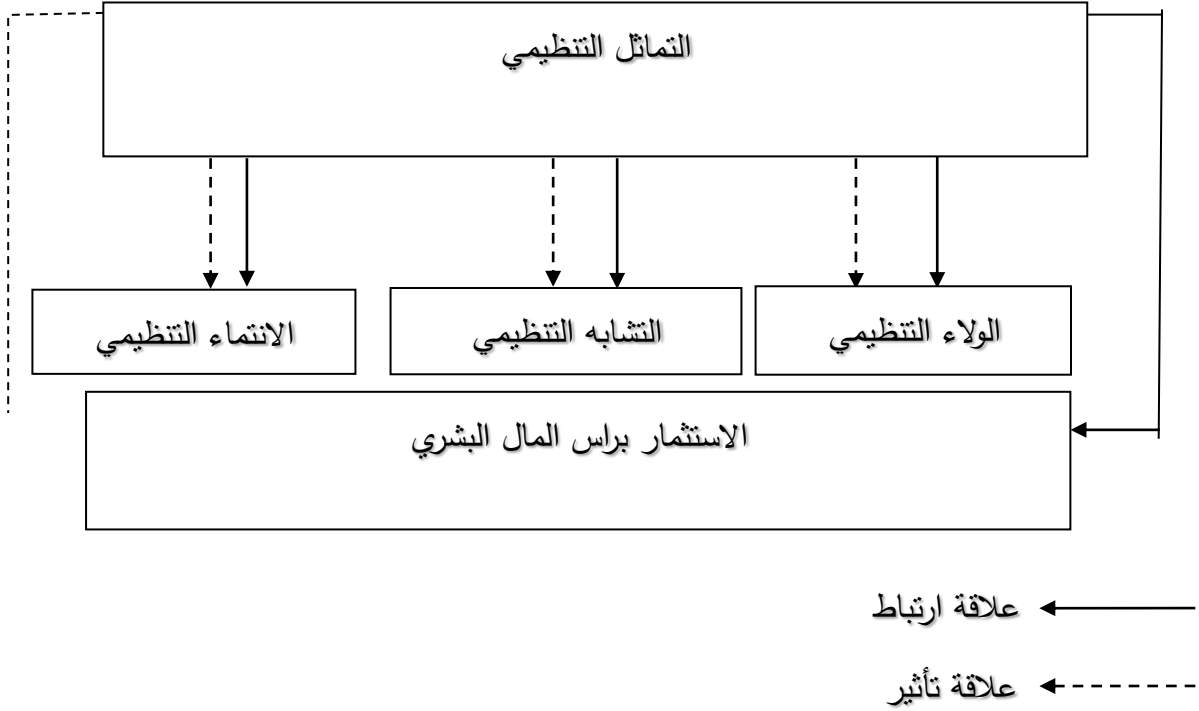 التماثل التنظيمي
الولاء التنظيمي
التشابه التنظيمي
الانتماء التنظيمي
الاستثمار براس المال البشري
علاقة ارتباط
علاقة تأثير